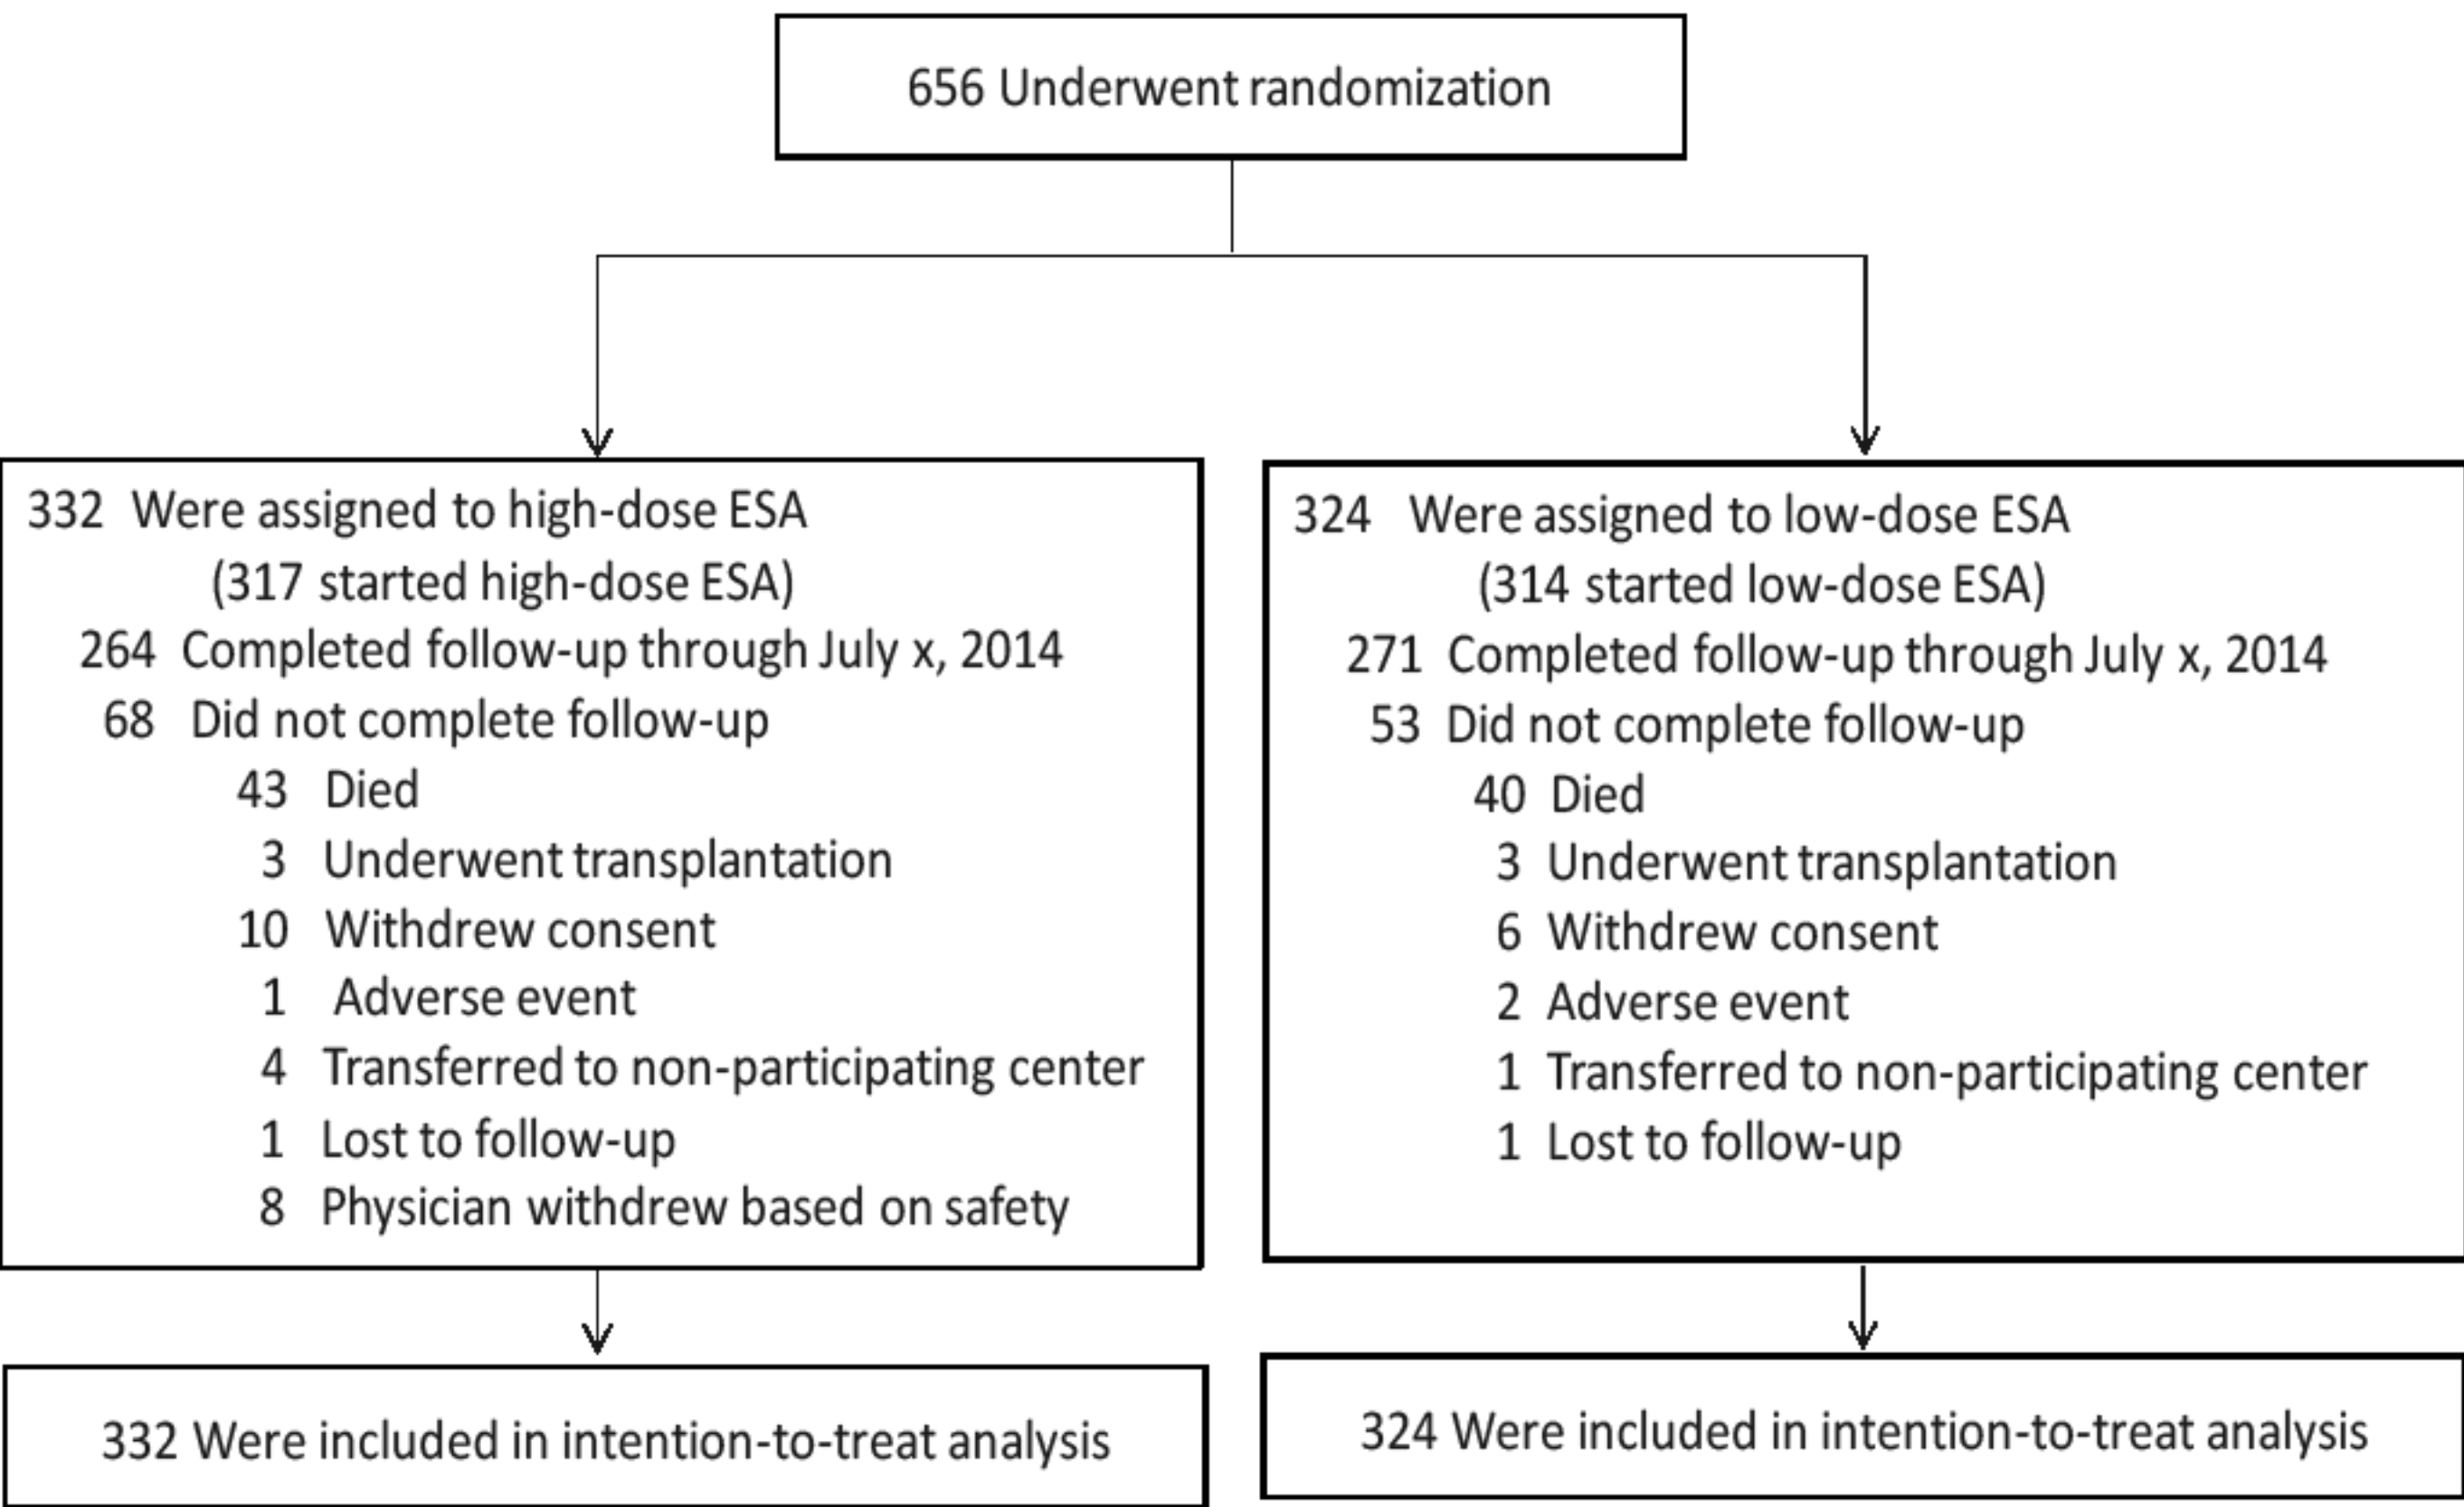 656 Underwent randomization
332 Were assigned to high-dose ESA
(317 started high-dose ESA)
264 Completed follow-up through July x, 2014
68 Did not complete follow-up
43 Died
3 Underwent transplantation
10 Withdrew consent
1 Adverse event
4 Transferred to non-participating center
1 Lost to follow-up
8 Physician withdrew based on safety
324 Were assigned to low-dose ESA
(314 started low-dose ESA)
271 Completed follow-up through July x, 2014
53 Did not complete follow-up
40 Died
3 Underwent transplantation
6 Withdrew consent
2 Adverse event
1 Transferred to non-participating center
1 Lost to follow-up
332 Were included in intention-to-treat analysis
324 Were included in intention-to-treat analysis